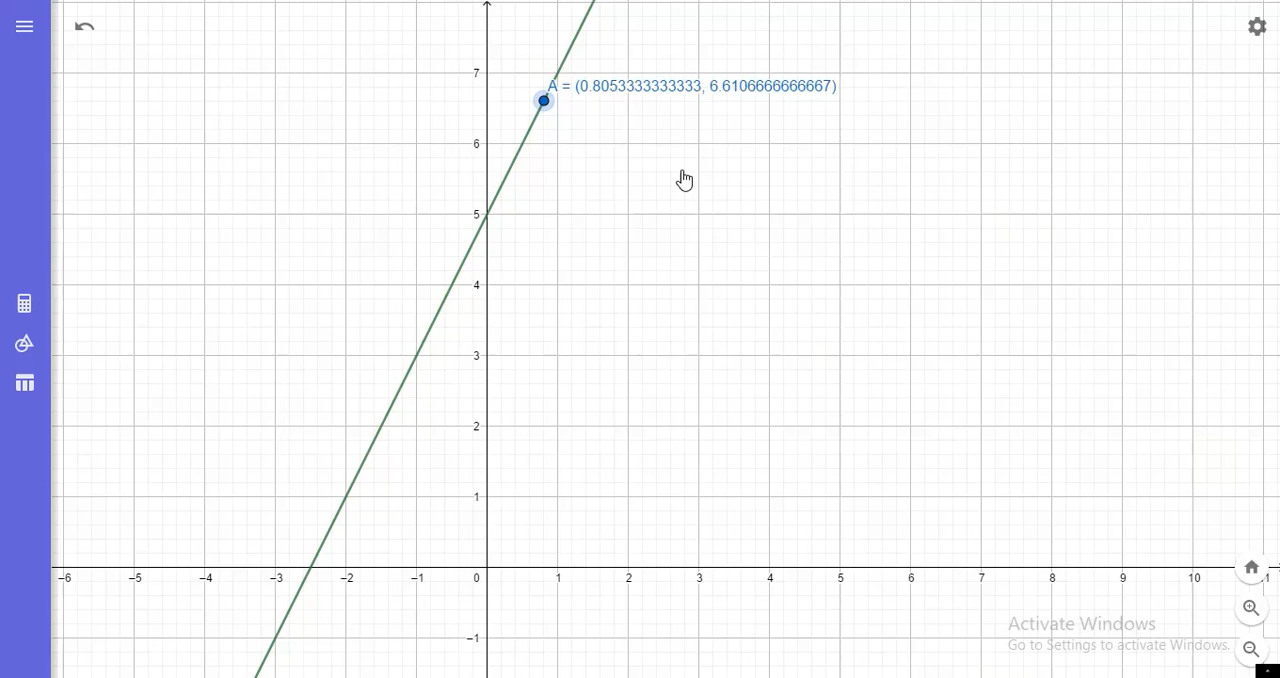 7
A = (0.8053333333333, 6.6106666666667)
6
5
4
3
2
1
–6 –5 –4 –3 –2 –1 0 1 2 3 4 5 6 7 8 9 10 11
Activate Windows
–1
Go to Settings to activate Windows.